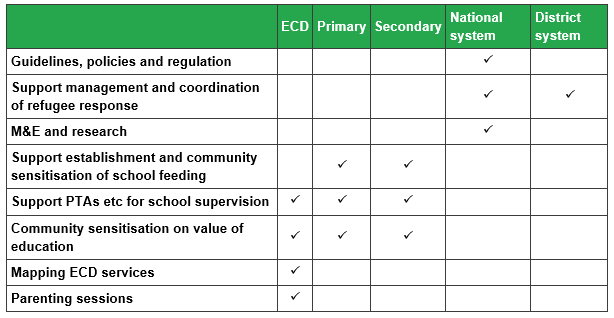 ECD Primary Secondary National system District system
Guidelines, policies and regulation ✓
Support management and coordination
of refugee response ✓ ✓
M&E and research ✓
Support establishment and community
sensitisation of school feeding ✓ ✓
Support PTAs etc for school supervision ✓ ✓ ✓
Community sensitisation on value of
education ✓ ✓ ✓
Mapping ECD services ✓
Parenting sessions ✓